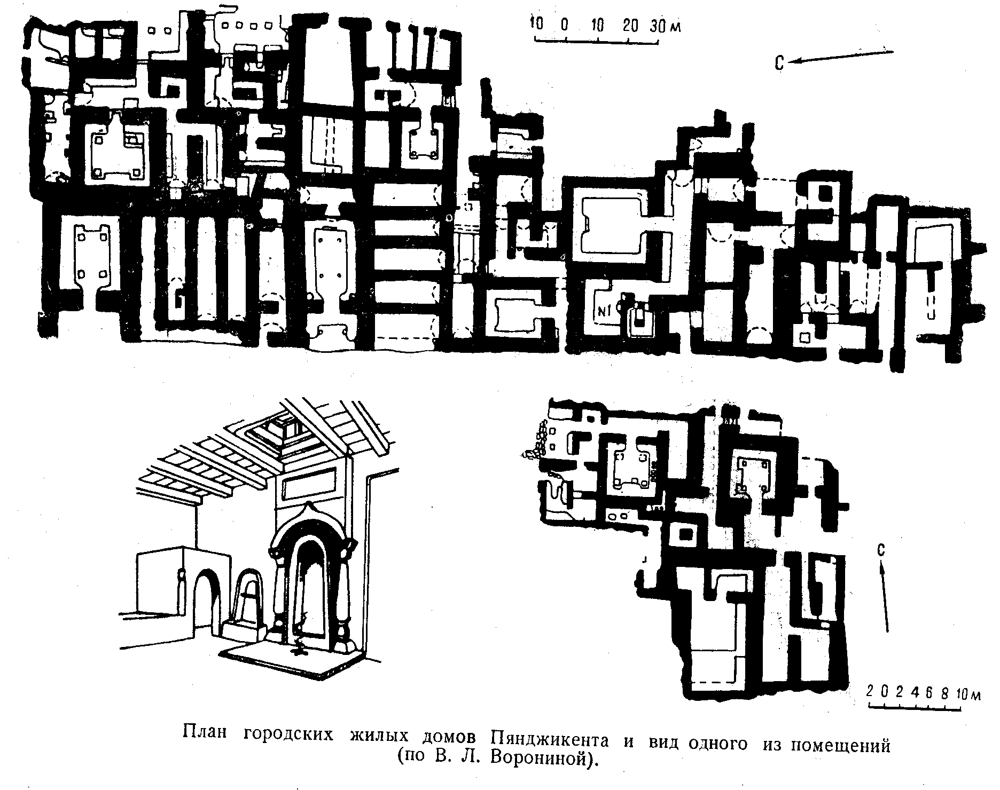 10 0 10 20 30 м
С
N1
С
2 0 2 4 6 8 10 м
План городских жилых домов Пянджикента и вид одного из помещений
(по В. Л. Ворониной).